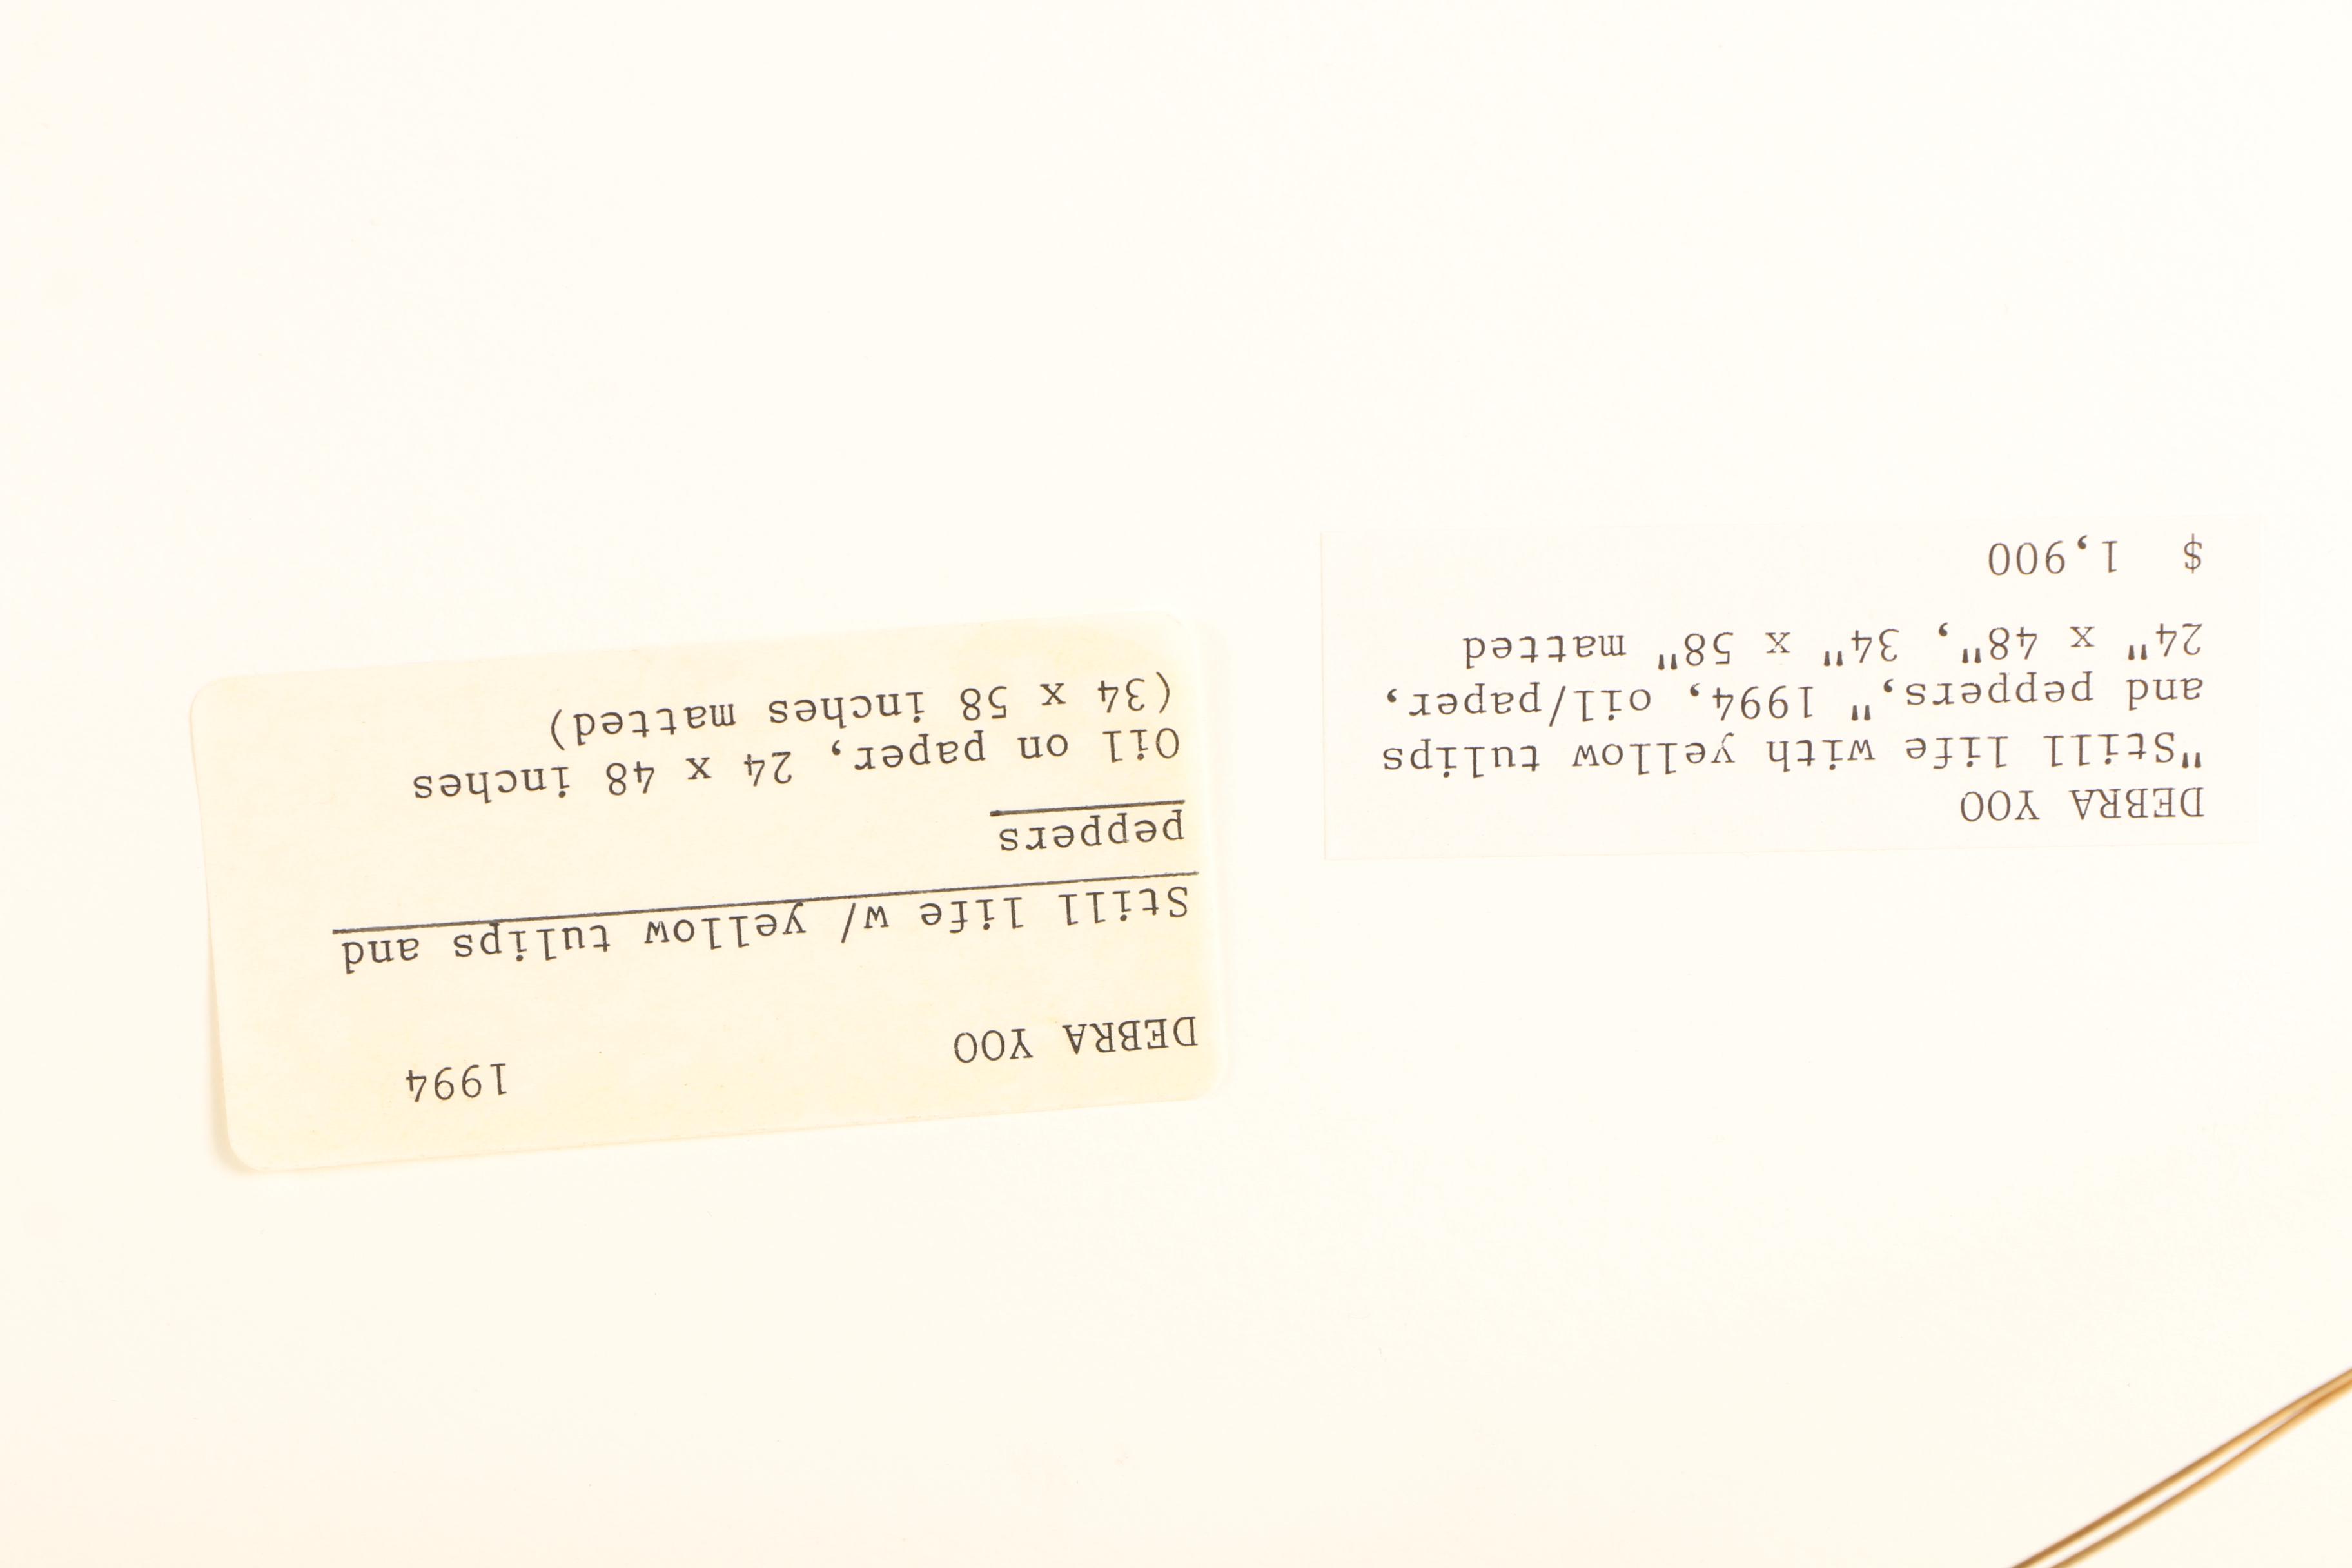 DEBRA YOO
"Still life with yellow tulips
and peppers," 1994, oil/paper,
24" x 48", 34" x 58" matted
$ 1,900
DEBRA YOO 1994
Still life w/ yellow tulips and
peppers
Oil on paper, 24 x 48 inches
(34 x 58 inches matted)